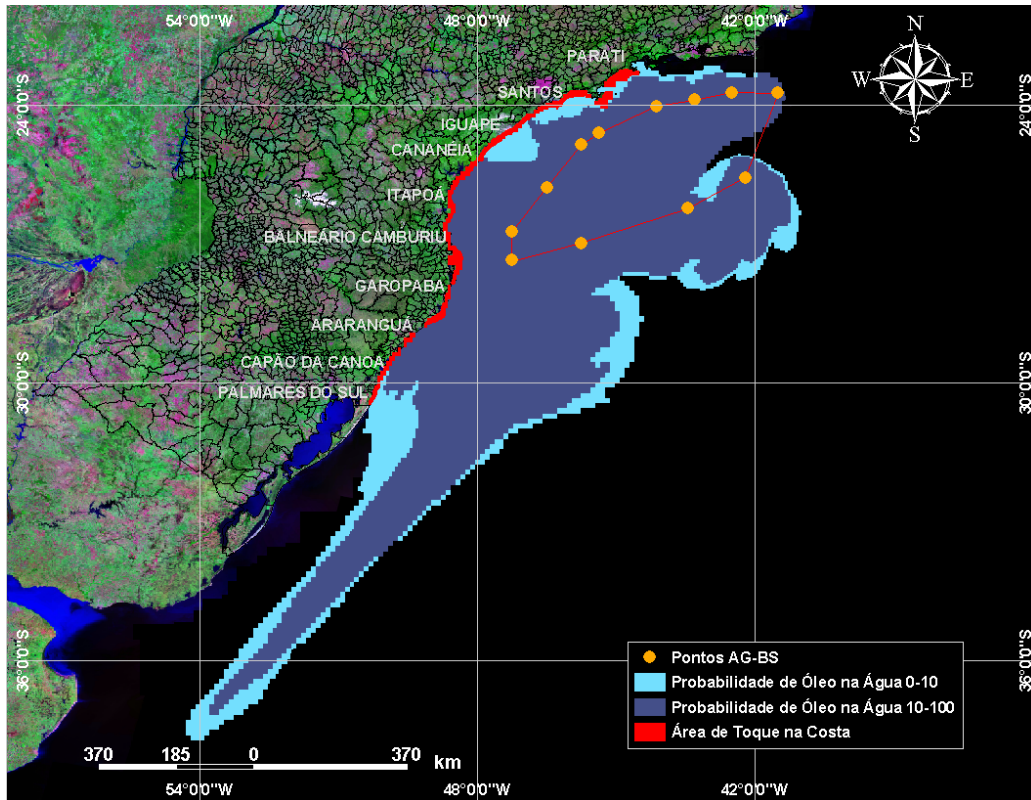 54°0'0"W 48°0'0"W 42°0'0"W
N
W E
S
PARATI
SANTOS
24°0'0"S 24°0'0"S
IGUAPE
CANANÉIA
ITAPOÁ
BALNEÁRIO CAMBURIU
GAROPABA
ARARANGUÁ
CAPÃO DA CANOA
PALMARES DO SUL
30°0'0"S 30°0'0"S
36°0'0"S 36°0'0"S
Pontos AG-BS
Probabilidade de Óleo na Água 0-10
Probabilidade de Óleo na Água 10-100
Área de Toque na Costa
370 185 0 370
km
54°0'0"W 48°0'0"W 42°0'0"W